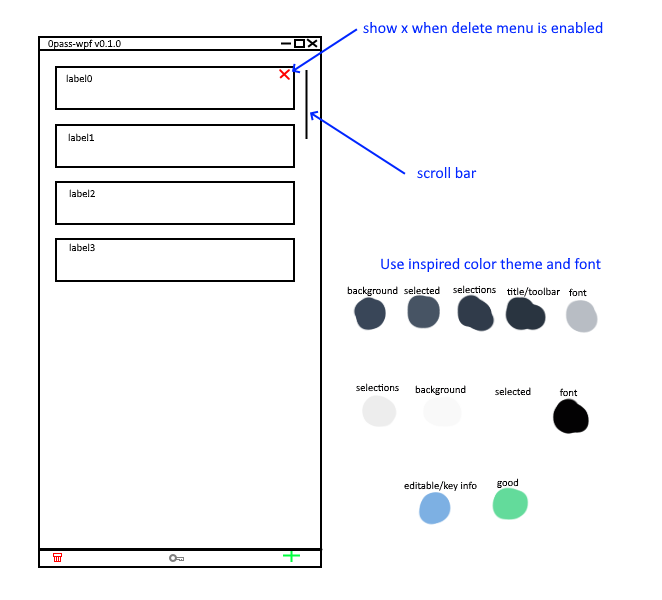 0pass-wpf v0.1.0
show x when delete menu is enabled
label0
label1
label2
label3
scroll bar
Use inspired color theme and font
background selected selections title/toolbar font
selections background selected font
editable/key info good